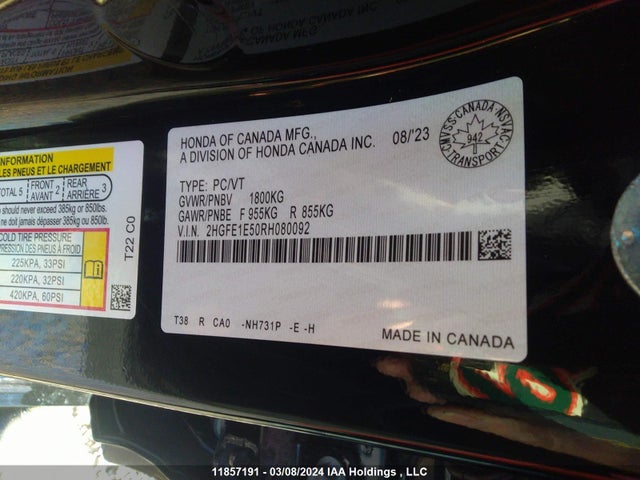 INFORMATION
LES PNEUS ET LE CHARGEMENT
TOTAL 5 FRONT AVANT 2 REAR ARRIÈRE 3
should never exceed 385kg or 850lbs.
ne doit jamais dépasser 385kg ou 850lb.
COLD TIRE PRESSURE
PRESSION DES PNEUS À FROID
225KPA, 33PSI
220KPA, 32PSI
420KPA, 60PSI
T22 C0
HONDA OF CANADA MFG.,
A DIVISION OF HONDA CANADA INC. 08/'23
TYPE: PC/VT
GVWR/PNBV 1800KG
GAWR/PNBE F 955KG R 855KG
V.I.N. 2HGFE1E50RH080092
T38 R CA0 -NH731P -E -H
MADE IN CANADA
CANADA
942
TRANSPORT
11857191 - 03/08/2024 IAA Holdings , LLC